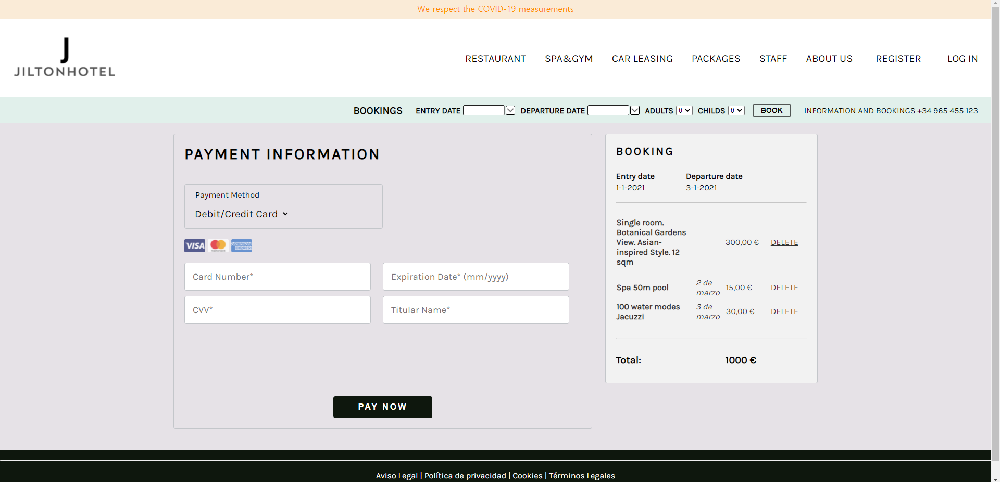 We respect the COVID-19 measurements
J
JILTONHOTEL
RESTAURANT SPA&GYM CAR LEASING PACKAGES STAFF ABOUT US REGISTER LOG IN
BOOKINGS ENTRY DATE DEPARTURE DATE ADULTS 0 CHILDS 0 BOOK INFORMATION AND BOOKINGS +34 965 455 123
PAYMENT INFORMATION
Payment Method
Debit/Credit Card
VISA mastercard AMERICAN EXPRESS
Card Number* Expiration Date* (mm/yyyy)
CVV* Titular Name*
PAY NOW
BOOKING
Entry date Departure date
1-1-2021 3-1-2021
Single room.
Botanical Gardens
View. Asian-
inspired Style. 12
sqm
300,00 € DELETE
Spa 50m pool
2 de
marzo
15,00 € DELETE
100 water modes
Jacuzzi
3 de
marzo
30,00 € DELETE
Total: 1000 €
Aviso Legal | Política de privacidad | Cookies | Términos Legales